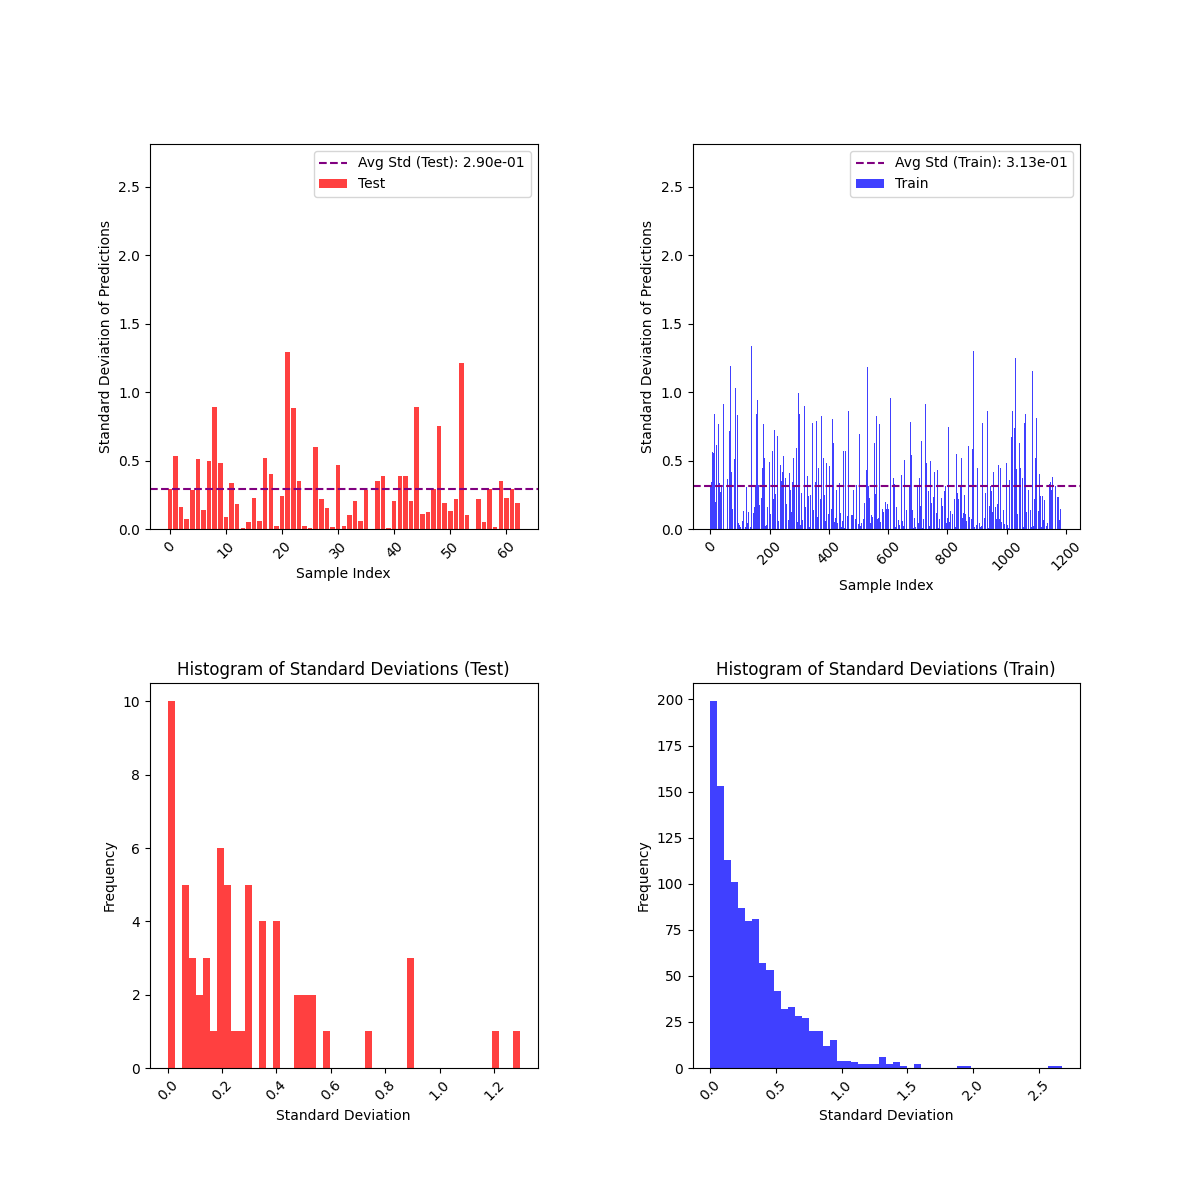 Avg Std (Test): 2.90e-01
Test
Standard Deviation of Predictions
2.5
2.0
1.5
1.0
0.5
0.0
0 10 20 30 40 50 60
Sample Index
Avg Std (Train): 3.13e-01
Train
Standard Deviation of Predictions
2.5
2.0
1.5
1.0
0.5
0.0
0 200 400 600 800 1000 1200
Sample Index
Histogram of Standard Deviations (Test)
Frequency
10
8
6
4
2
0
0.0 0.2 0.4 0.6 0.8 1.0 1.2
Standard Deviation
Histogram of Standard Deviations (Train)
Frequency
200
175
150
125
100
75
50
25
0
0.0 0.5 1.0 1.5 2.0 2.5
Standard Deviation